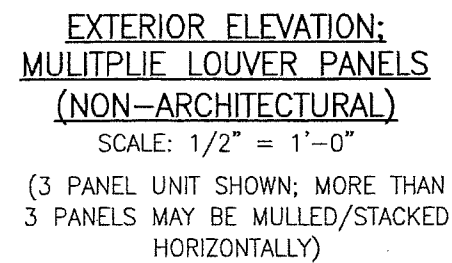 EXTERIOR ELEVATION;
MULITPLIE LOUVER PANELS
(NON-ARCHITECTURAL)
SCALE: 1/2" = 1'-0"
(3 PANEL UNIT SHOWN; MORE THAN
3 PANELS MAY BE MULLED/STACKED
HORIZONTALLY)